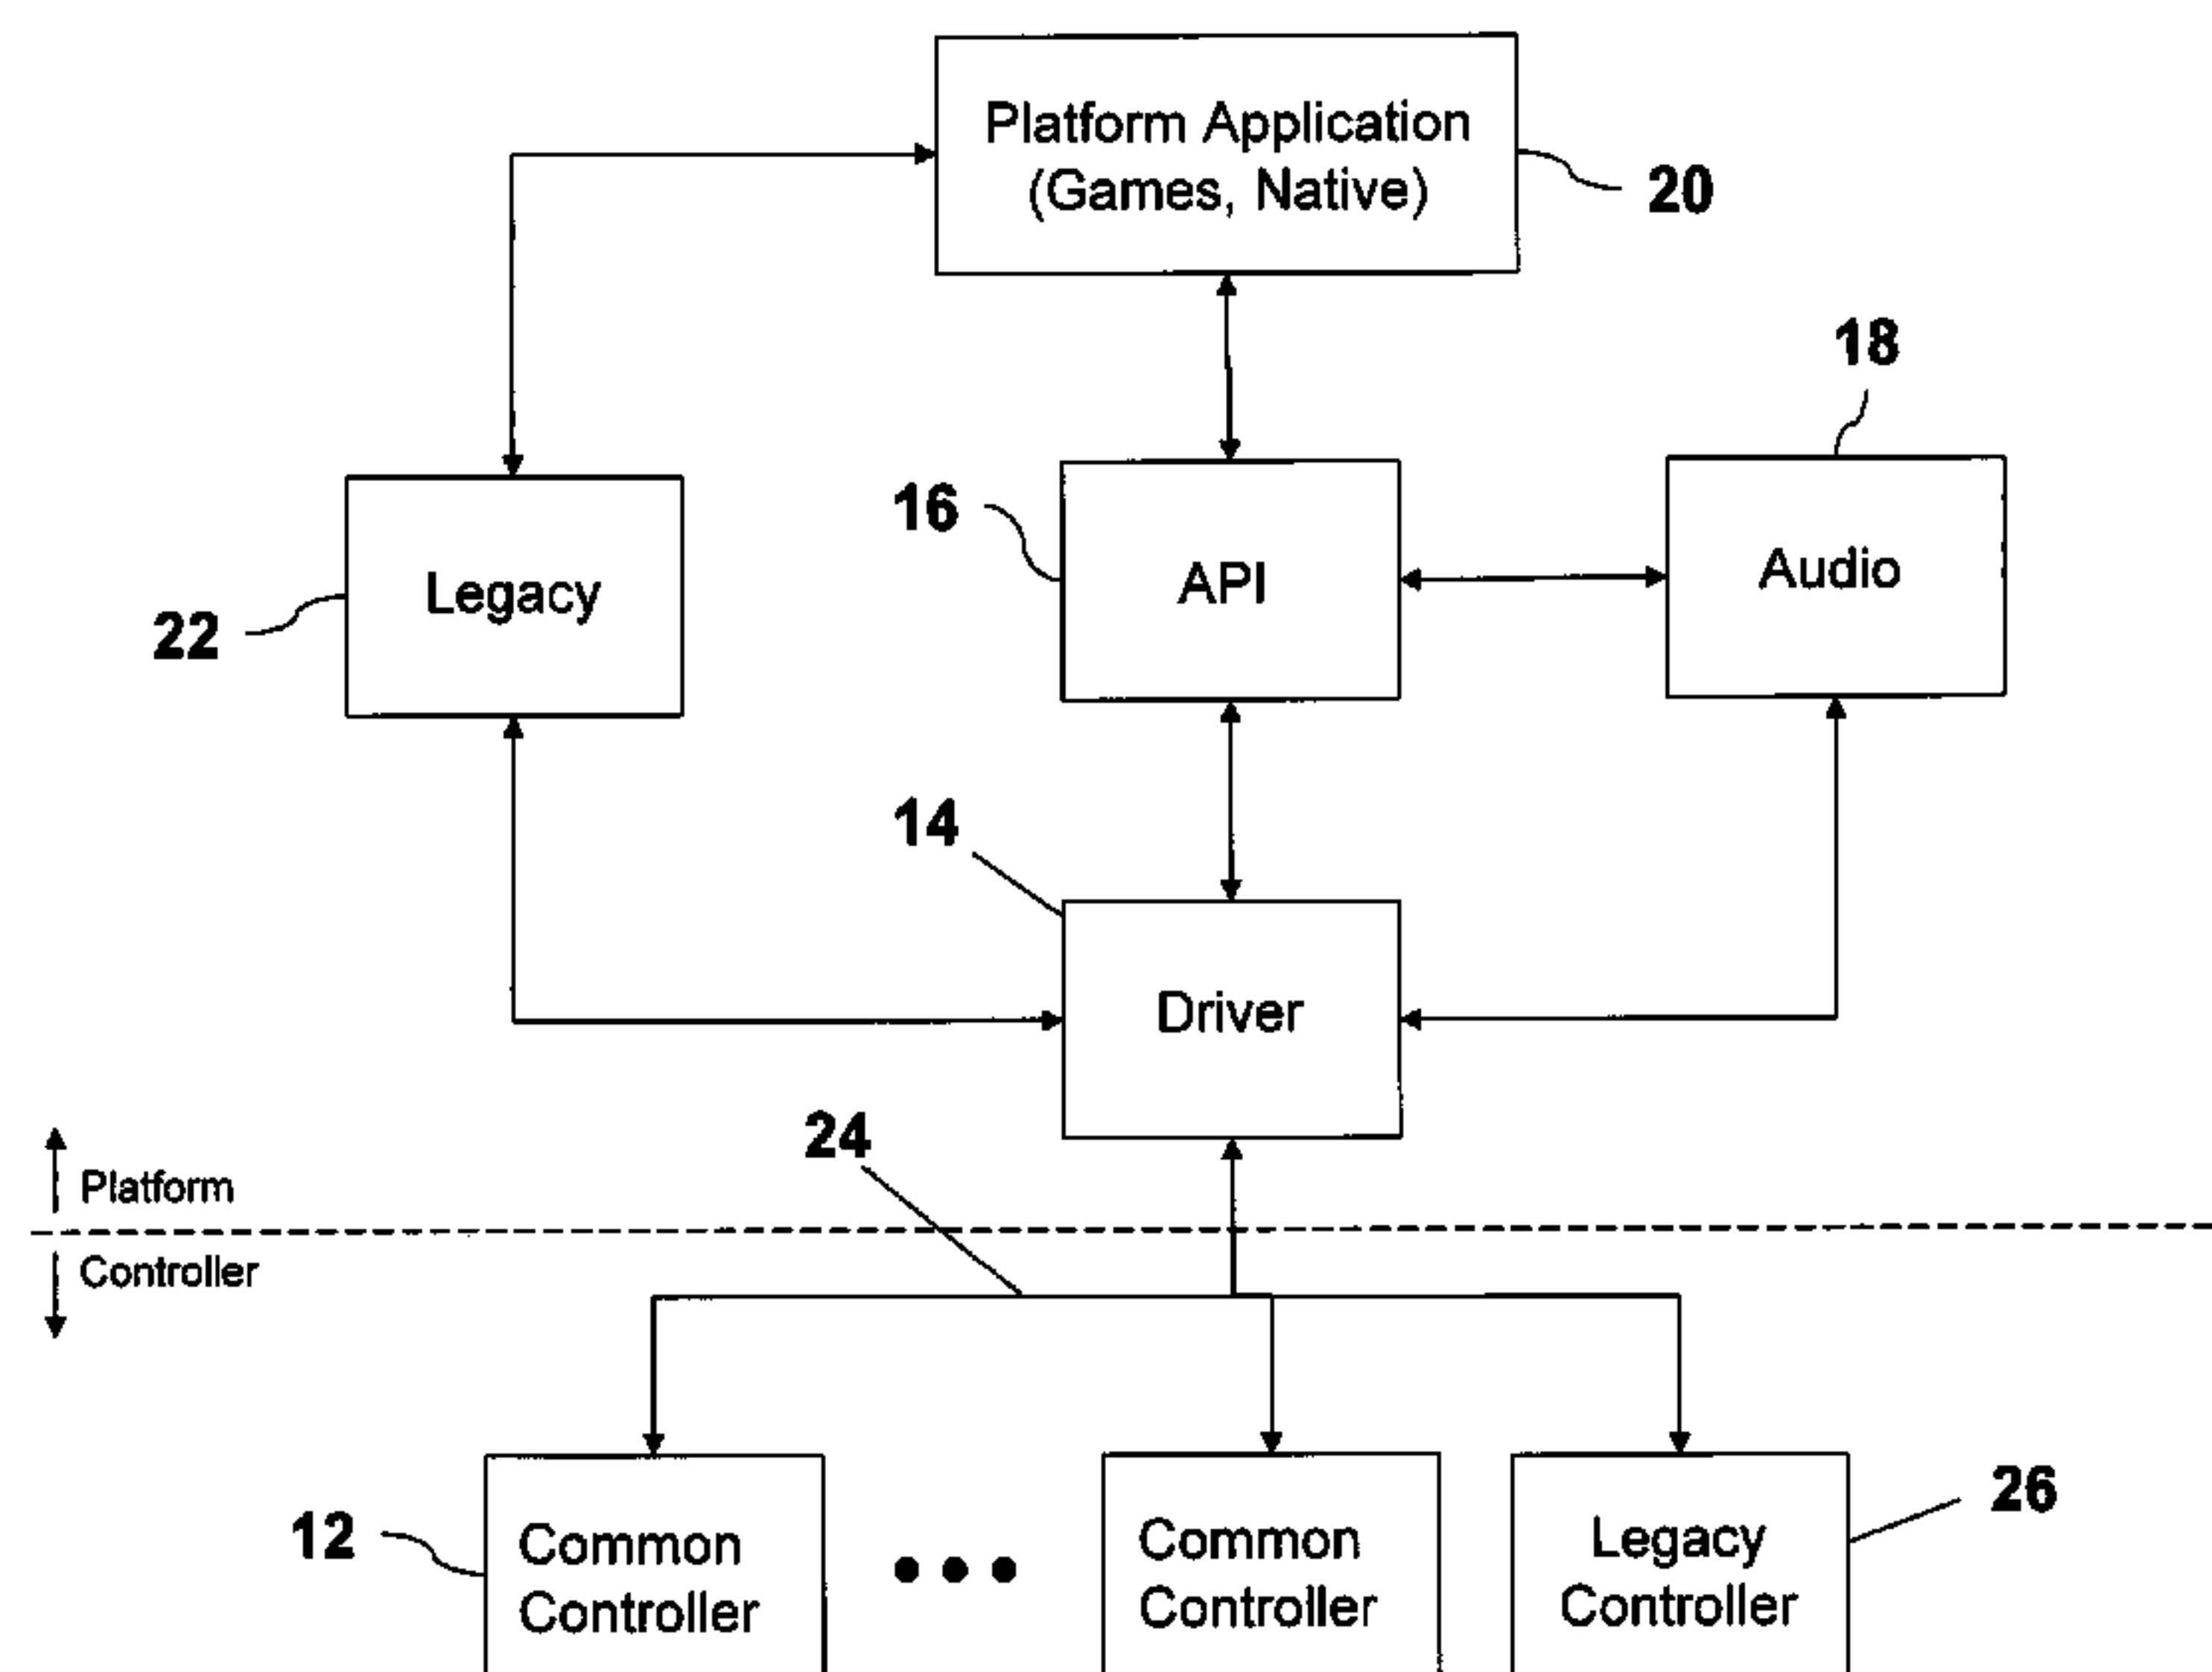 Platform Application
(Games, Native)
20
18
16
API
Audio
Legacy
22
14
Driver
24
Platform
Controller
12
Common
Controller
Common
Controller
Legacy
Controller
26